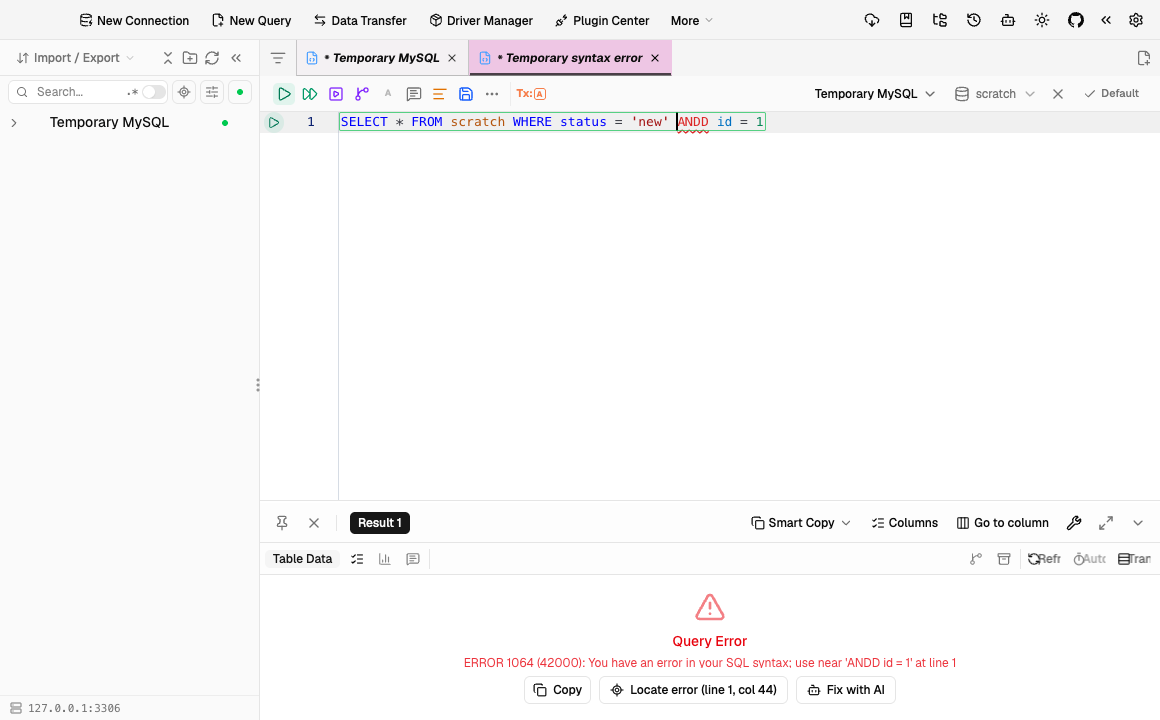 New Connection New Query Data Transfer Driver Manager Plugin Center More
Import / Export
* Temporary MySQL
* Temporary syntax error
Search... .*
A Tx: A
Temporary MySQL scratch Default
Temporary MySQL
1 SELECT * FROM scratch WHERE status = 'new' ANDD id = 1
Result 1
Smart Copy Columns Go to column
Table Data
Refr Auto Tran
Query Error
ERROR 1064 (42000): You have an error in your SQL syntax; use near 'ANDD id = 1' at line 1
Copy Locate error (line 1, col 44) Fix with AI
127.0.0.1:3306